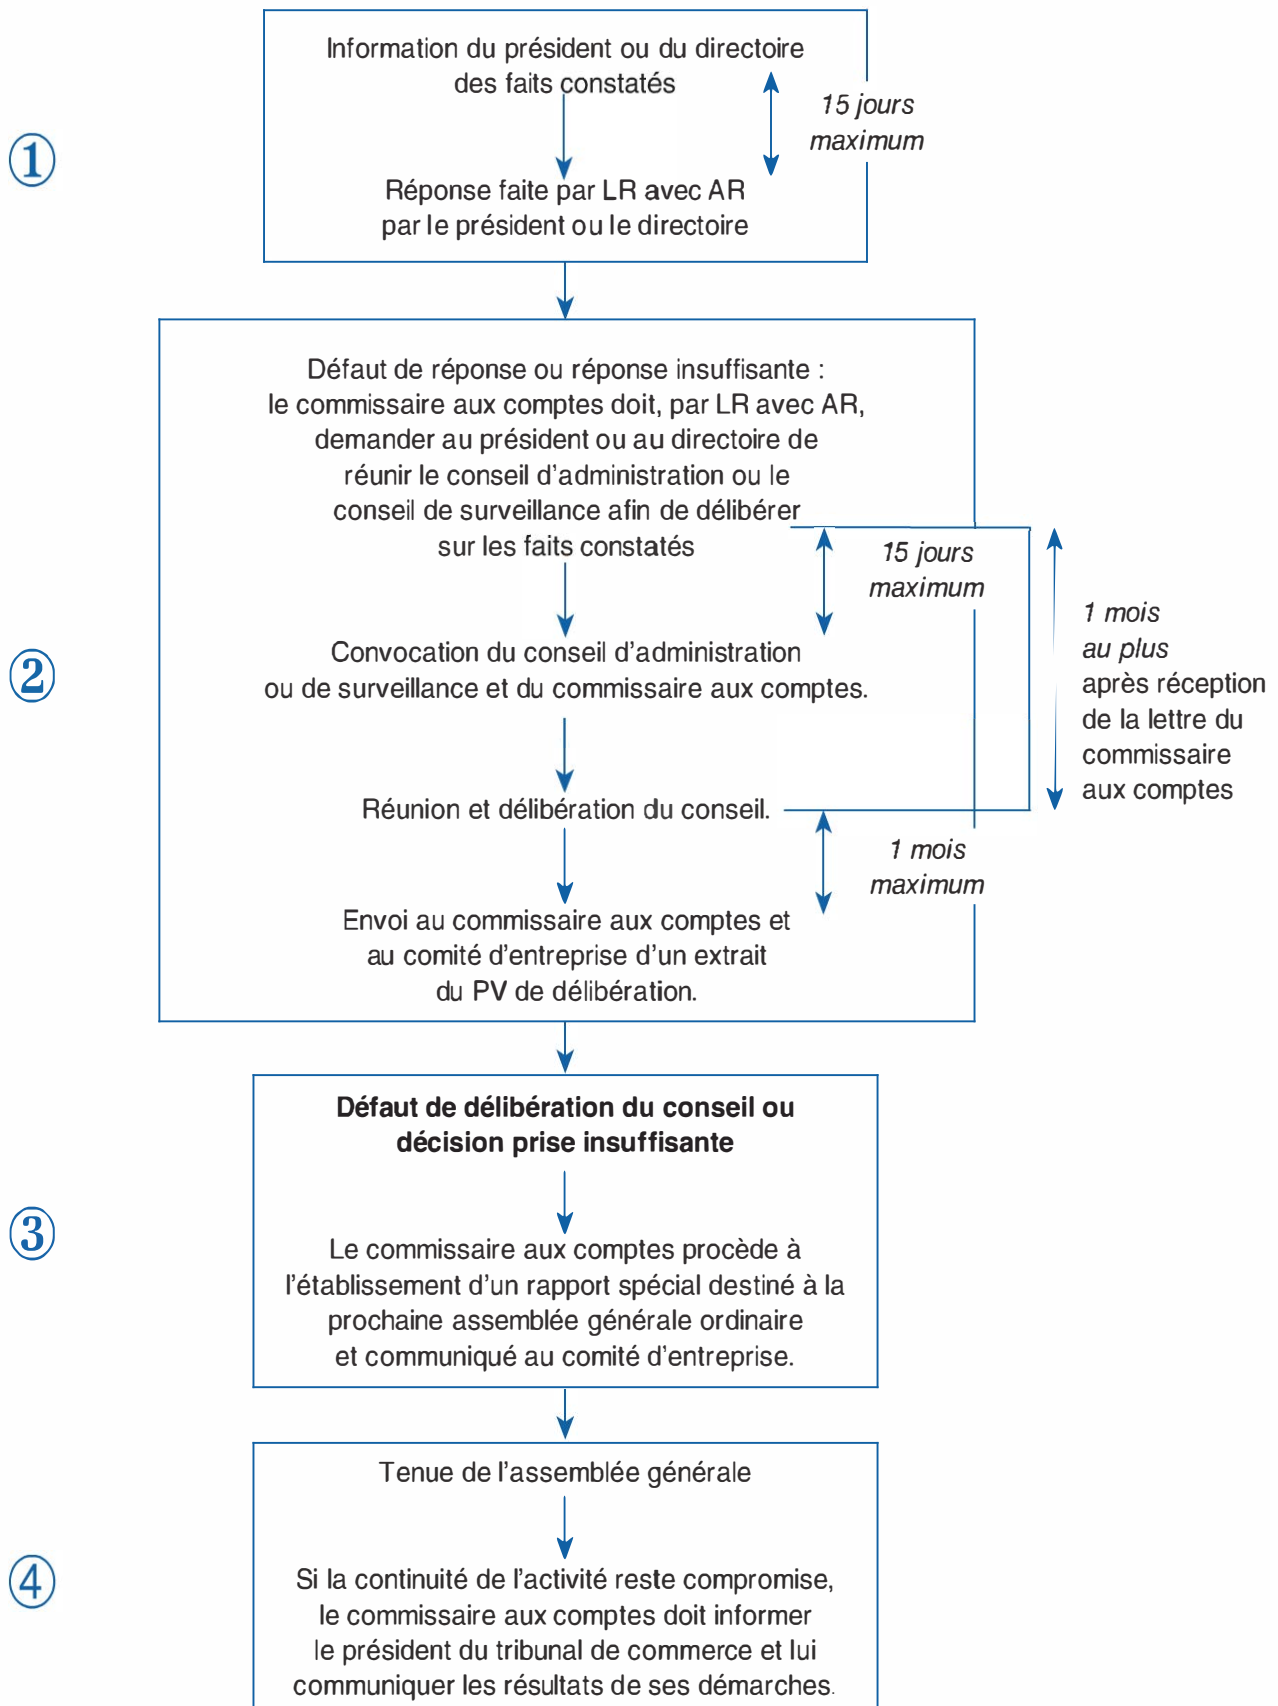 ①
Information du président ou du directoire
des faits constatés
15 jours
maximum
Réponse faite par LR avec AR
par le président ou le directoire
②
Défaut de réponse ou réponse insuffisante :
le commissaire aux comptes doit, par LR avec AR,
demander au président ou au directoire de
réunir le conseil d'administration ou le
conseil de surveillance afin de délibérer
sur les faits constatés
15 jours
maximum
1 mois
au plus
après réception
de la lettre du
commissaire
aux comptes
Convocation du conseil d'administration
ou de surveillance et du commissaire aux comptes.
Réunion et délibération du conseil.
1 mois
maximum
Envoi au commissaire aux comptes et
au comité d'entreprise d'un extrait
du PV de délibération.
③
Défaut de délibération du conseil ou
décision prise insuffisante
Le commissaire aux comptes procède à
l'établissement d'un rapport spécial destiné à la
prochaine assemblée générale ordinaire
et communiqué au comité d'entreprise.
④
Tenue de l'assemblée générale
Si la continuité de l'activité reste compromise,
le commissaire aux comptes doit informer
le président du tribunal de commerce et lui
communiquer les résultats de ses démarches.